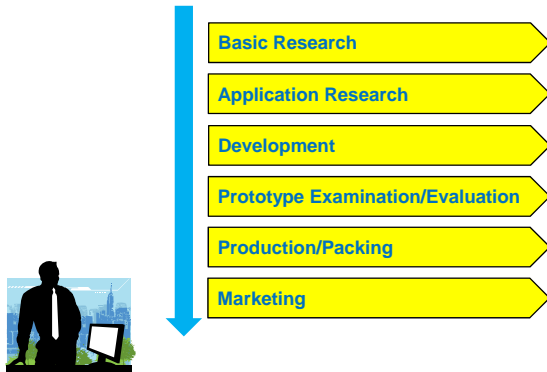 Basic Research
Application Research
Development
Prototype Examination/Evaluation
Production/Packing
Marketing